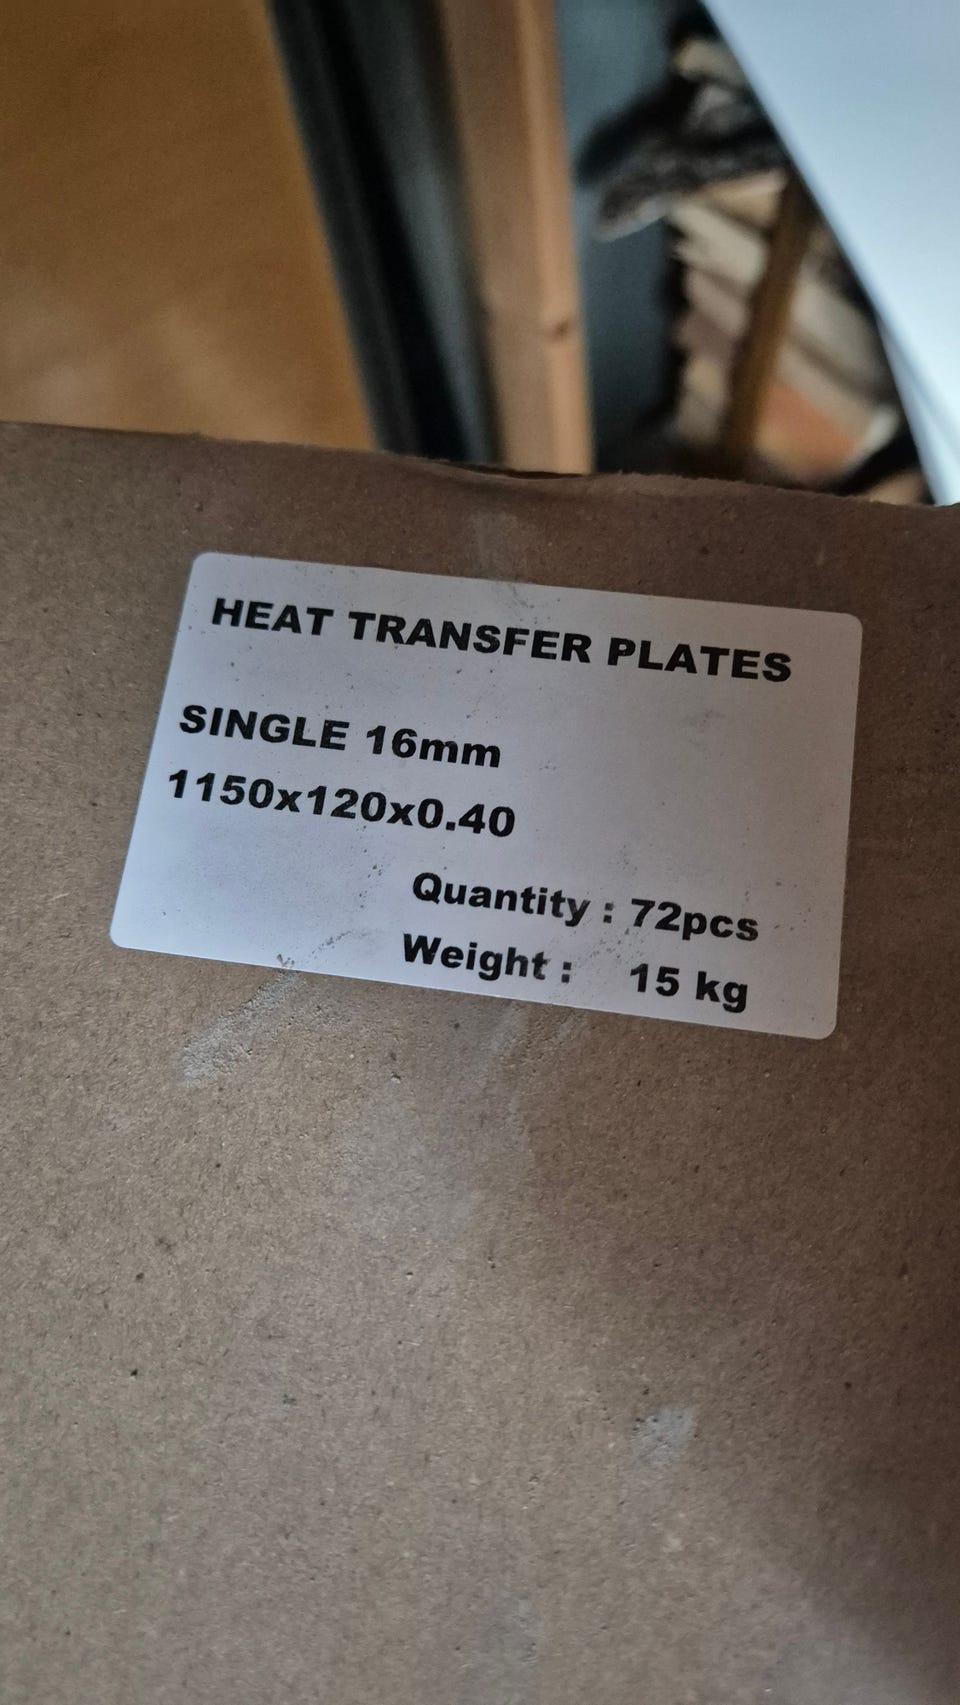 HEAT TRANSFER PLATES
SINGLE 16mm
1150x120x0.40
Quantity : 72pcs
Weight : 15 kg